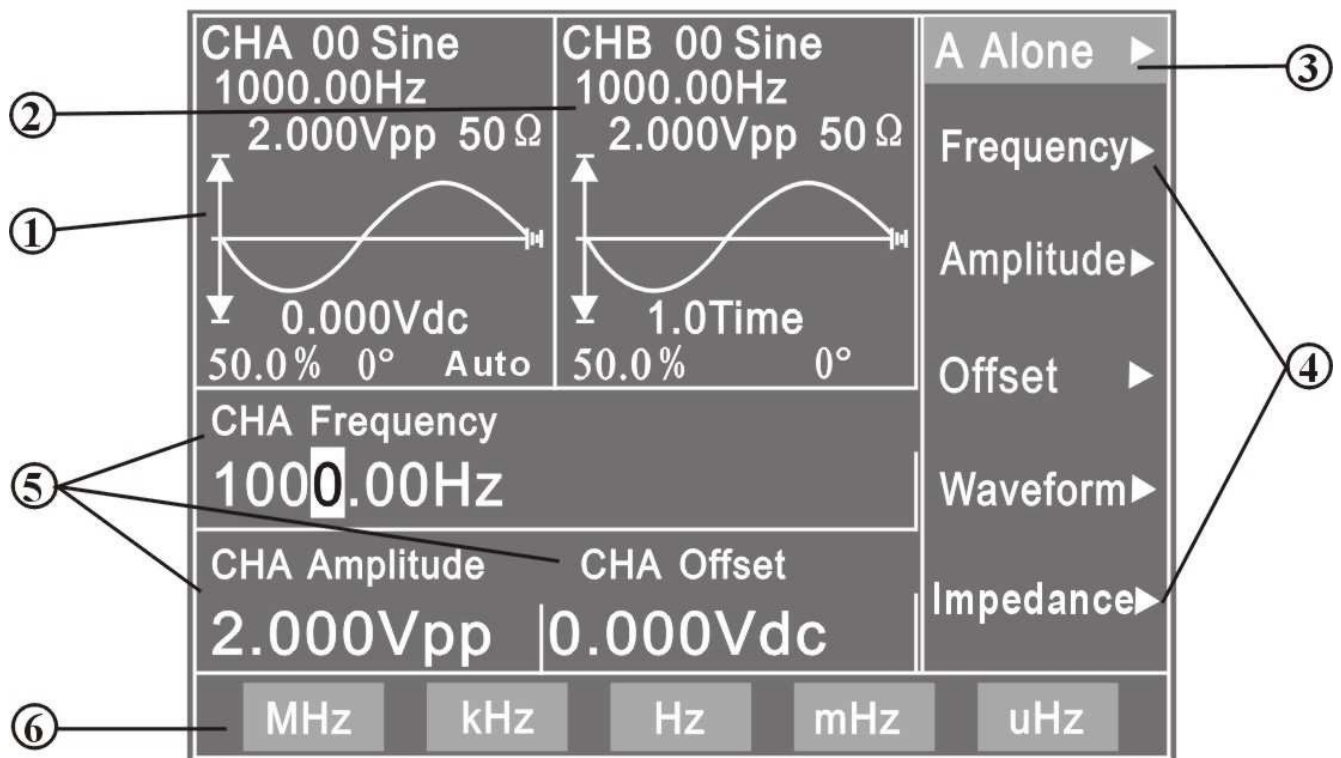 CHA 00 Sine
1000.00Hz
2.000Vpp 50Ω
0.000Vdc
50.0% 0° Auto
CHB 00 Sine
1000.00Hz
2.000Vpp 50Ω
1.0Time
50.0% 0°
A Alone
Frequency
Amplitude
Offset
Waveform
Impedance
CHA Frequency
1000.00Hz
CHA Amplitude
2.000Vpp
CHA Offset
0.000Vdc
MHz kHz Hz mHz uHz
①
②
③
④
⑤
⑥